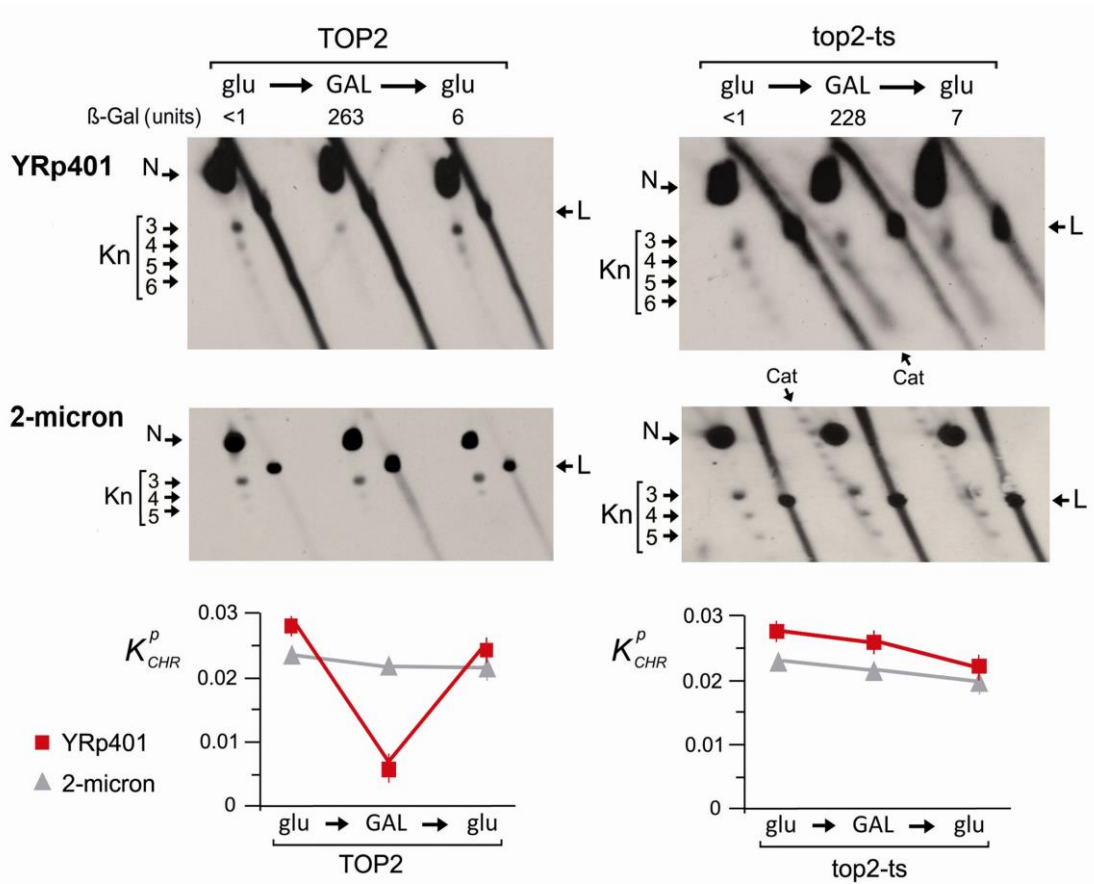 TOP2
glu → GAL → glu
ß-Gal (units) <1 263 6
YRp401
N
L
Kn
3
4
5
6
top2-ts
glu → GAL → glu
<1 228 7
N
L
Kn
3
4
5
6
Cat
2-micron
N
L
Kn
3
4
5
Cat
N
L
Kn
3
4
5
K p CHR
0.03
0.02
0.01
0
YRp401
2-micron
glu → GAL → glu
TOP2
K p CHR
0.03
0.02
0.01
0
glu → GAL → glu
top2-ts